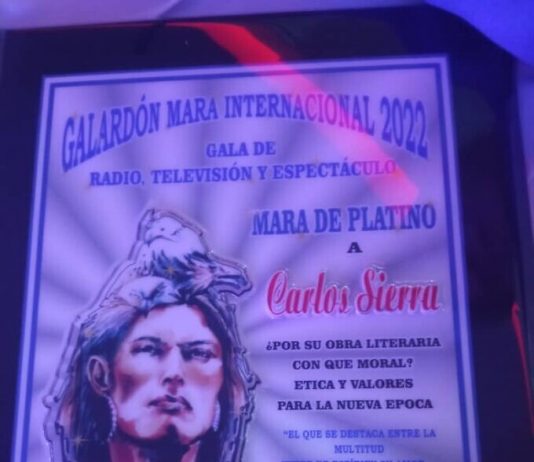 GALARDÓN MARA INTERNACIONAL 2022
GALA DE
RADIO, TELEVISIÓN Y ESPECTÁCULO
MARA DE PLATINO
A
Carlos Sierra
¿POR SU OBRA LITERARIA
CON QUE MORAL?
ETICA Y VALORES
PARA LA NUEVA EPOCA
"EL QUE SE DESTACA ENTRE LA
MULTITUD